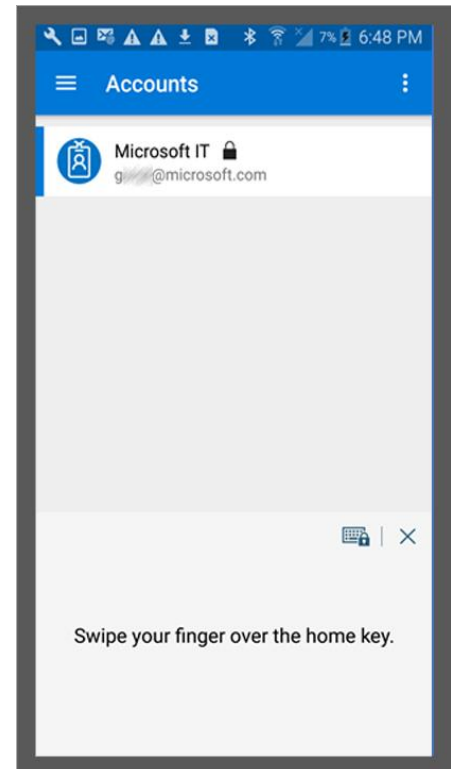 7% 6:48 PM
Accounts
Microsoft IT
g @microsoft.com
Swipe your finger over the home key.